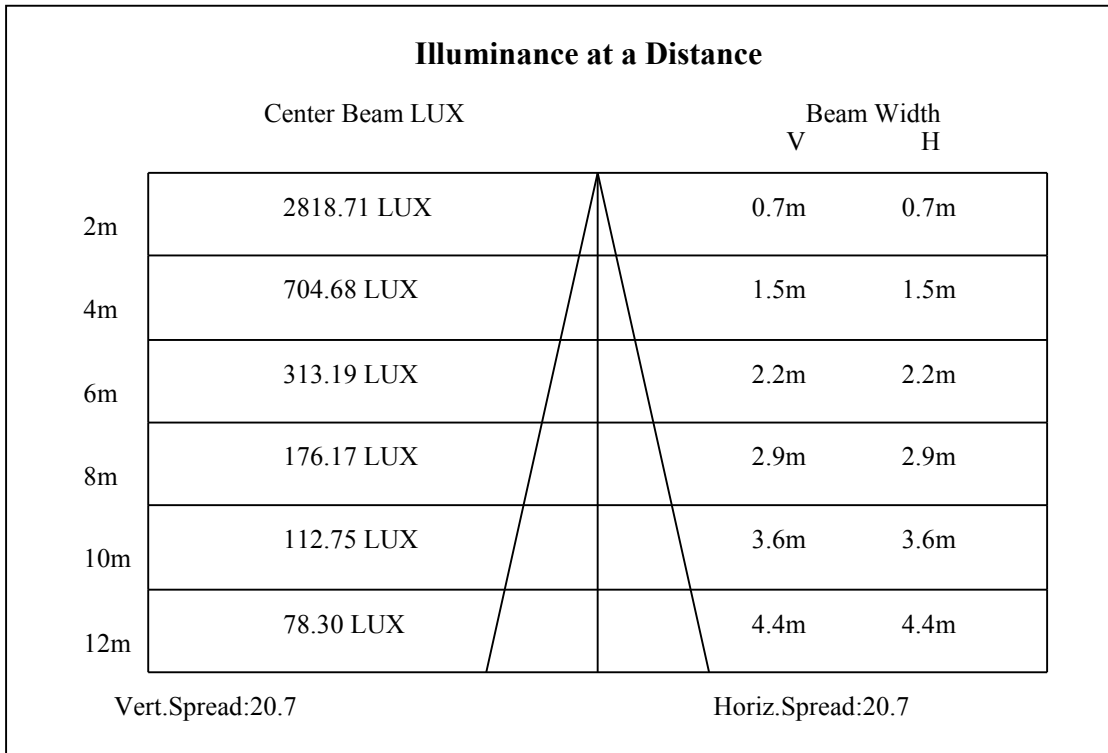 Illuminance at a Distance
Center Beam LUX Beam Width
V H
2m 2818.71 LUX 0.7m 0.7m
4m 704.68 LUX 1.5m 1.5m
6m 313.19 LUX 2.2m 2.2m
8m 176.17 LUX 2.9m 2.9m
10m 112.75 LUX 3.6m 3.6m
12m 78.30 LUX 4.4m 4.4m
Vert.Spread:20.7 Horiz.Spread:20.7